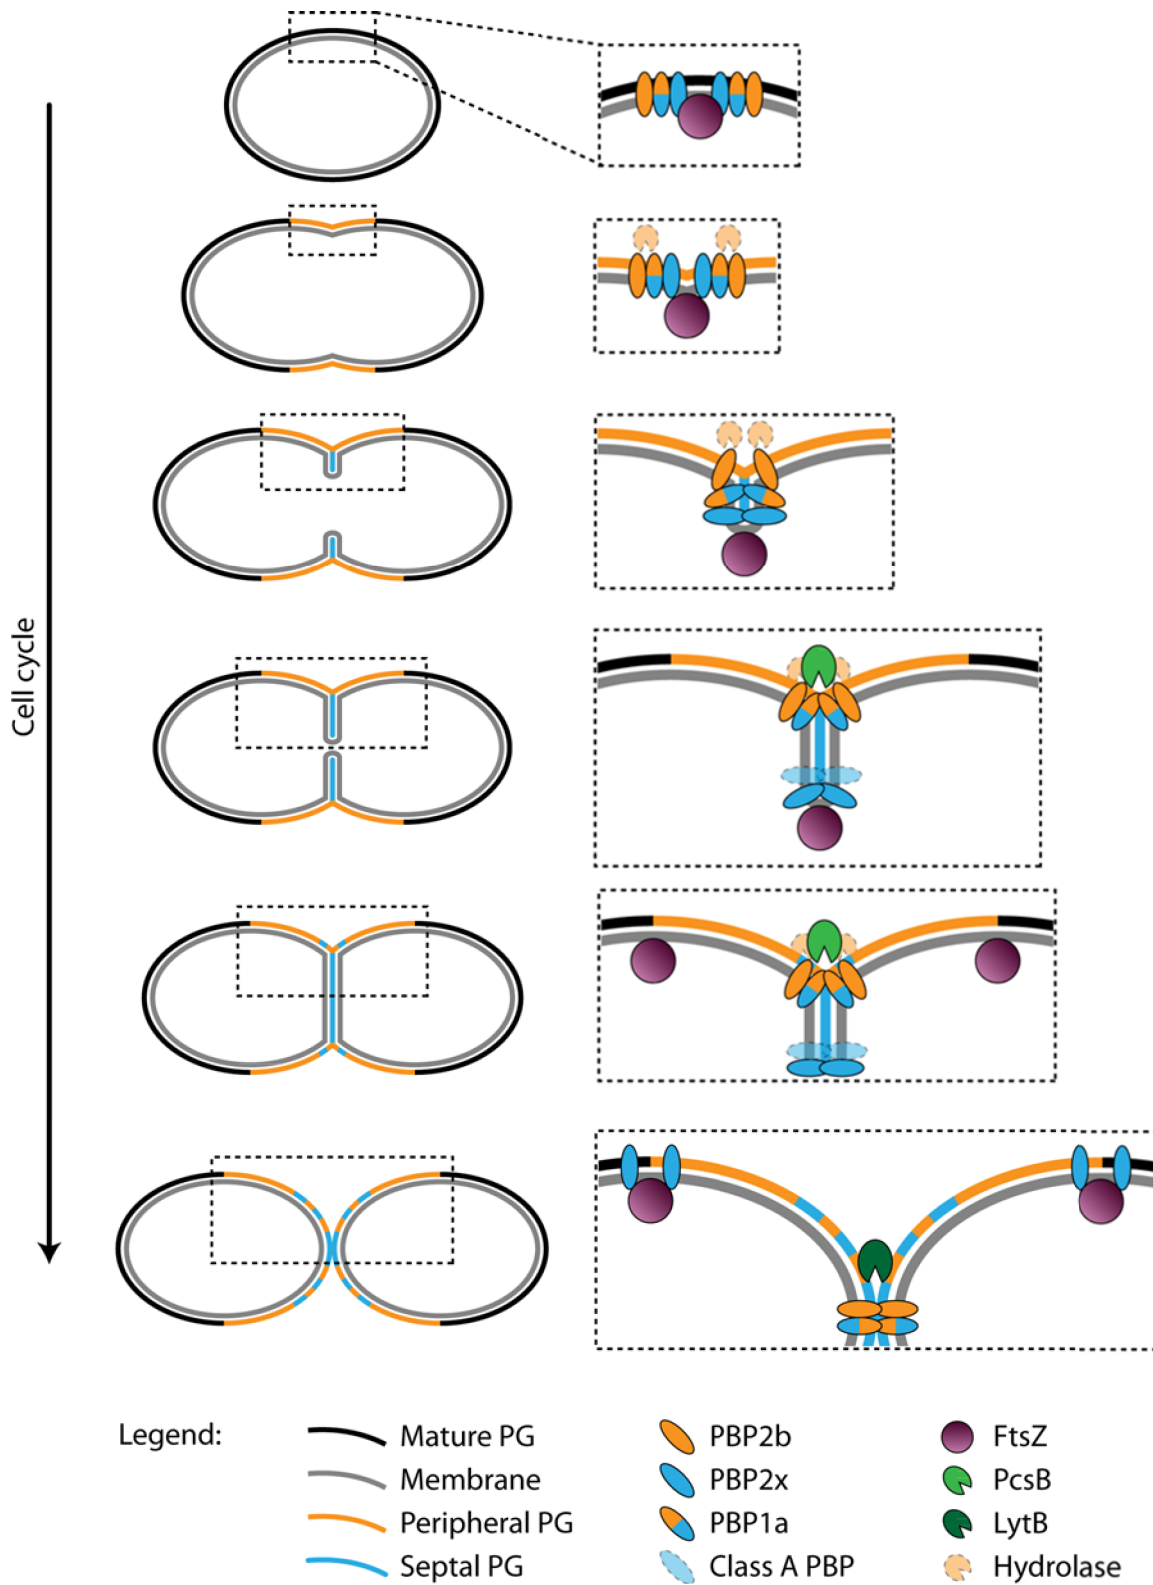 Cell cycle
Legend:
Mature PG
Membrane
Peripheral PG
Septal PG
PBP2b
PBP2x
PBP1a
Class A PBP
FtsZ
PcsB
LytB
Hydrolase